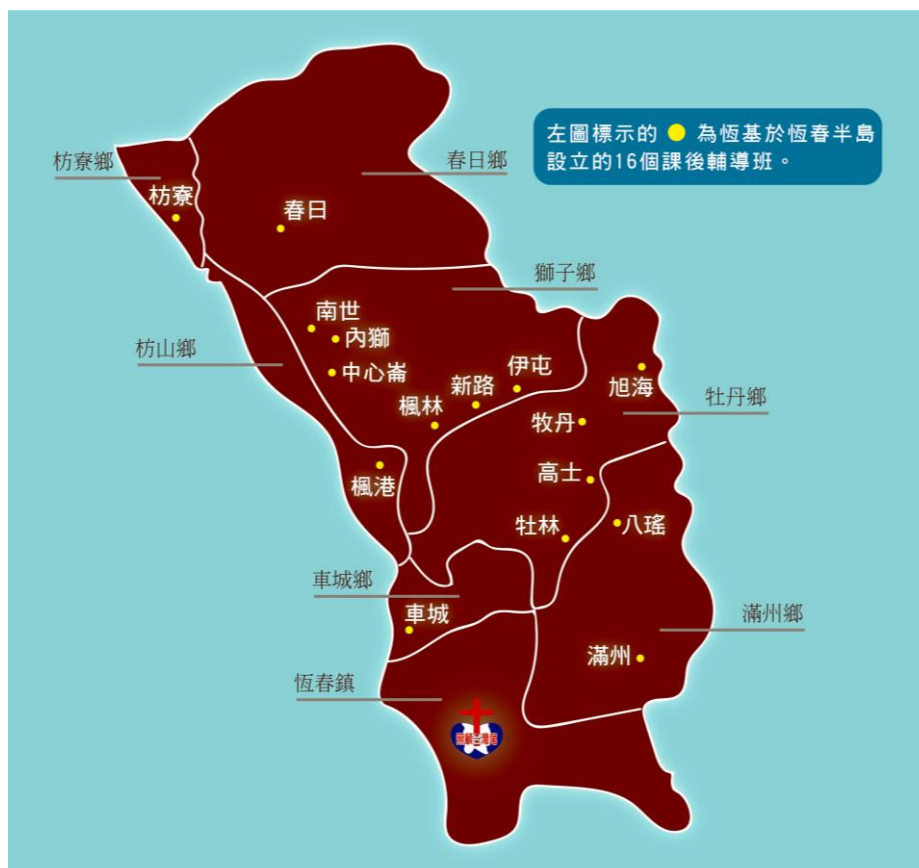 左圖標示的 ● 為恆基於恆春半島
設立的16個課後輔導班。
枋寮鄉
春日鄉
枋寮
春日
獅子鄉
南世
內獅
枋山鄉
中心崙
伊屯
旭海
新路
牡丹鄉
楓林
牧丹
楓港
高士
牡林
八瑤
車城鄉
車城
滿州鄉
滿州
恆春鎮